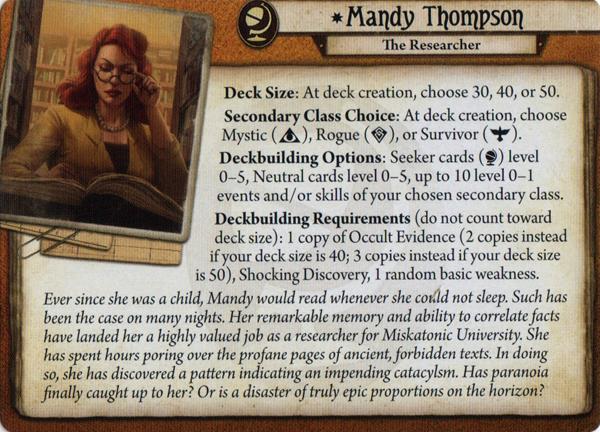 ✶Mandy Thompson
The Researcher
Deck Size: At deck creation, choose 30, 40, or 50.
Secondary Class Choice: At deck creation, choose
Mystic ( ), Rogue ( ), or Survivor ( ).
Deckbuilding Options: Seeker cards ( ) level
0–5, Neutral cards level 0–5, up to 10 level 0–1
events and/or skills of your chosen secondary class.
Deckbuilding Requirements (do not count toward
deck size): 1 copy of Occult Evidence (2 copies instead
if your deck size is 40; 3 copies instead if your deck size
is 50), Shocking Discovery, 1 random basic weakness.
Ever since she was a child, Mandy would read whenever she could not sleep. Such has
been the case on many nights. Her remarkable memory and ability to correlate facts
have landed her a highly valued job as a researcher for Miskatonic University. She
has spent hours poring over the profane pages of ancient, forbidden texts. In doing
so, she has discovered a pattern indicating an impending catacylsm. Has paranoia
finally caught up to her? Or is a disaster of truly epic proportions on the horizon?